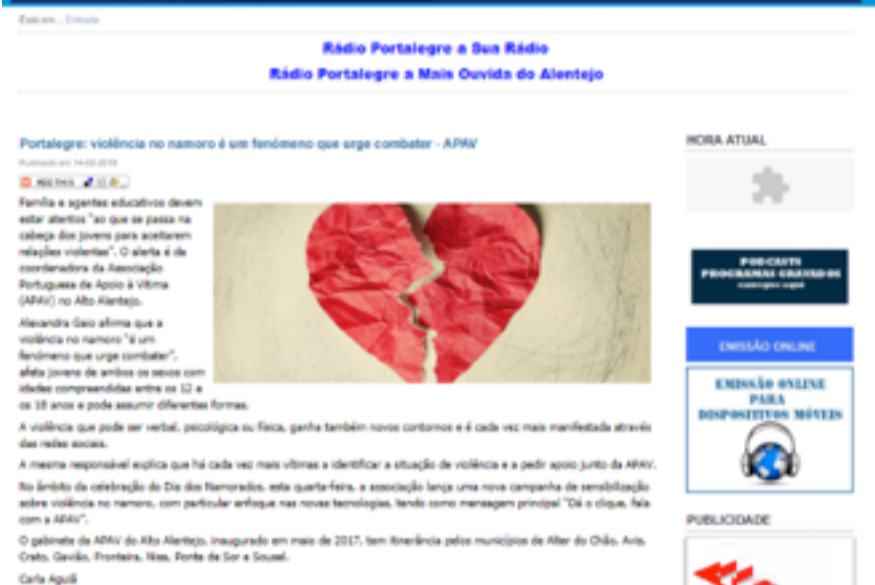 Está em... Entrada
Rádio Portalegre a Sua Rádio
Rádio Portalegre a Mais Ouvida do Alentejo
Portalegre: violência no namoro é um fenómeno que urge combater - APAV
Publicado em 14-02-2018
Família e agentes educativos devem
estar atentos "ao que se passa na
cabeça dos jovens para aceitarem
relações violentas". O alerta é da
coordenadora da Associação
Portuguesa de Apoio à Vítima
(APAV) no Alto Alentejo.
Alexandra Gaio afirma que a
violência no namoro "é um
fenómeno que urge combater",
afeta jovens de ambos os sexos com
idades compreendidas entre os 12 e
os 18 anos e pode assumir diferentes formas.
A violência que pode ser verbal, psicológica ou física, ganha também novos contornos e é cada vez mais manifestada através
das redes sociais.
A mesma responsável explica que há cada vez mais vítimas a identificar a situação de violência e a pedir apoio junto da APAV.
No âmbito da celebração do Dia dos Namorados, esta quarta-feira, a associação lança uma nova campanha de sensibilização
sobre violência no namoro, com particular enfoque nas novas tecnologias, tendo como mensagem principal "Dá o clique, fala
com a APAV".
O gabinete da APAV do Alto Alentejo, inaugurado em maio de 2017, tem itinerância pelos municípios de Alter do Chão, Avis,
Crato, Gavião, Fronteira, Nisa, Ponte de Sor e Sousel.
Carla Aguiã
HORA ATUAL
PODCASTS
PROGRAMAS GRAVADOS
carregue aqui
EMISSÃO ONLINE
EMISSÃO ONLINE
PARA
DISPOSITIVOS MÓVEIS
PUBLICIDADE